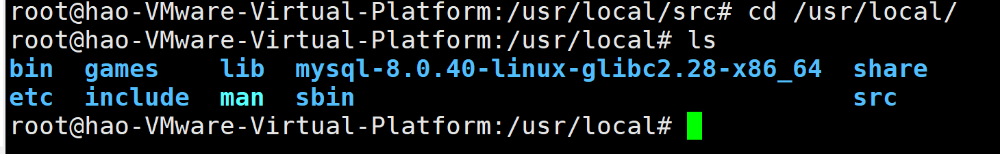 root@hao-VMware-Virtual-Platform:/usr/local/src# cd /usr/local/
root@hao-VMware-Virtual-Platform:/usr/local# ls
bin  games    lib  mysql-8.0.40-linux-glibc2.28-x86_64  share
etc  include  man  sbin                                 src
root@hao-VMware-Virtual-Platform:/usr/local#